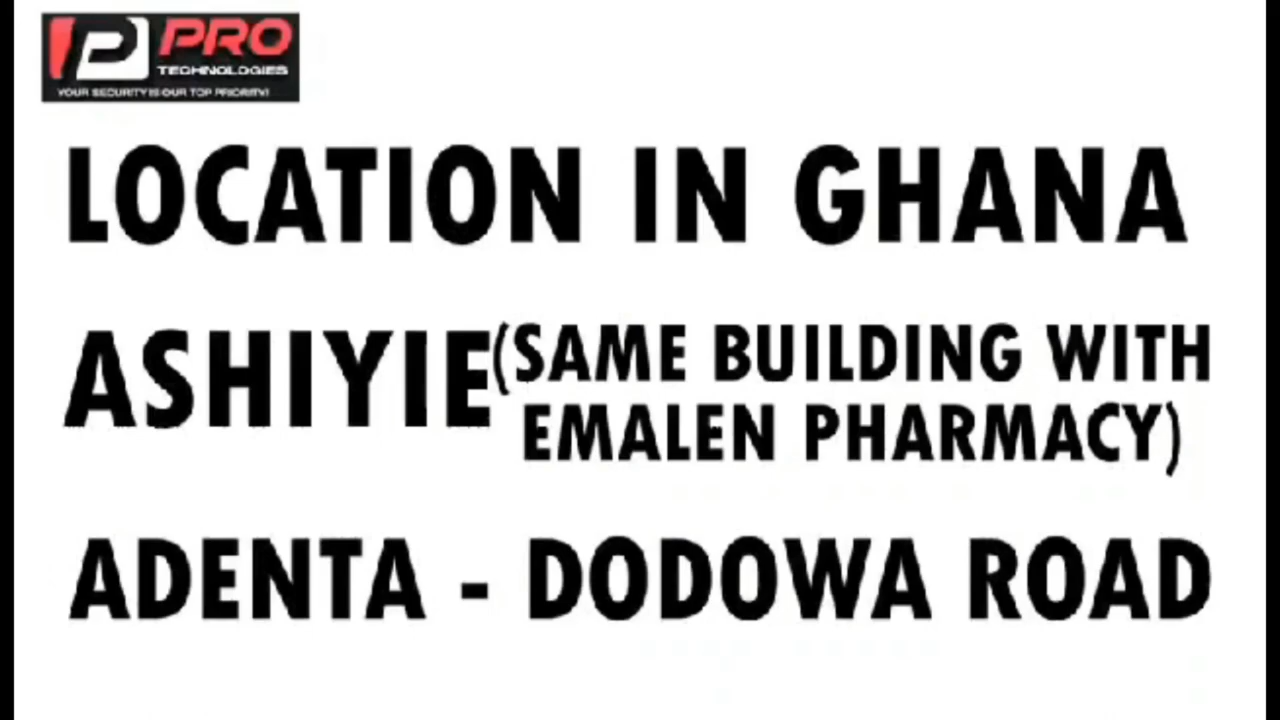 PRO
TECHNOLOGIES
YOUR SECURITY IS OUR TOP PRIORITY!
LOCATION IN GHANA
ASHIYIE (SAME BUILDING WITH
EMALEN PHARMACY)
ADENTA - DODOWA ROAD